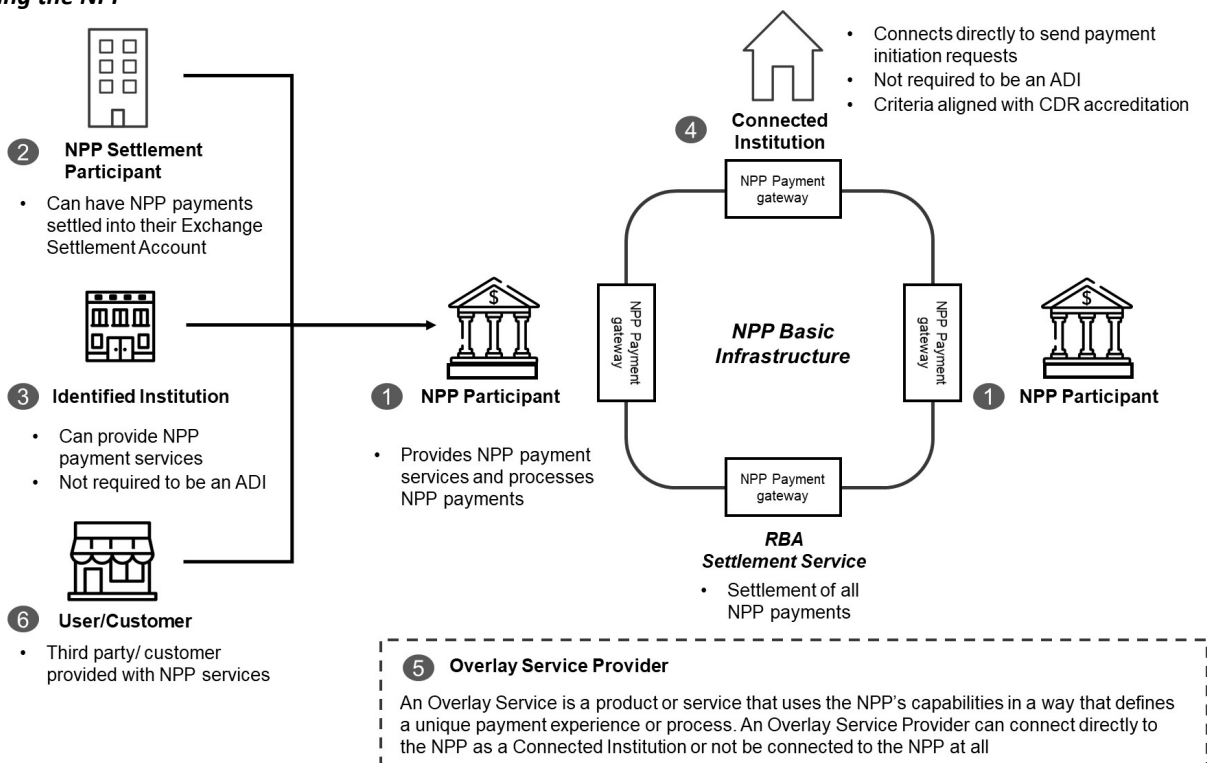 2
NPP Settlement
Participant
• Can have NPP payments
settled into their Exchange
Settlement Account
3 Identified Institution
• Can provide NPP
payment services
• Not required to be an ADI
6 User/Customer
• Third party/ customer
provided with NPP services
$
1 NPP Participant
• Provides NPP payment
services and processes
NPP payments
• Connects directly to send payment
initiation requests
• Not required to be an ADI
• Criteria aligned with CDR accreditation
4 Connected
Institution
NPP Payment
gateway
NPP Payment
gateway
NPP Basic
Infrastructure
NPP Payment
gateway
NPP Payment
gateway
RBA
Settlement Service
• Settlement of all
NPP payments
$
1 NPP Participant
5 Overlay Service Provider
An Overlay Service is a product or service that uses the NPP’s capabilities in a way that defines
a unique payment experience or process. An Overlay Service Provider can connect directly to
the NPP as a Connected Institution or not be connected to the NPP at all